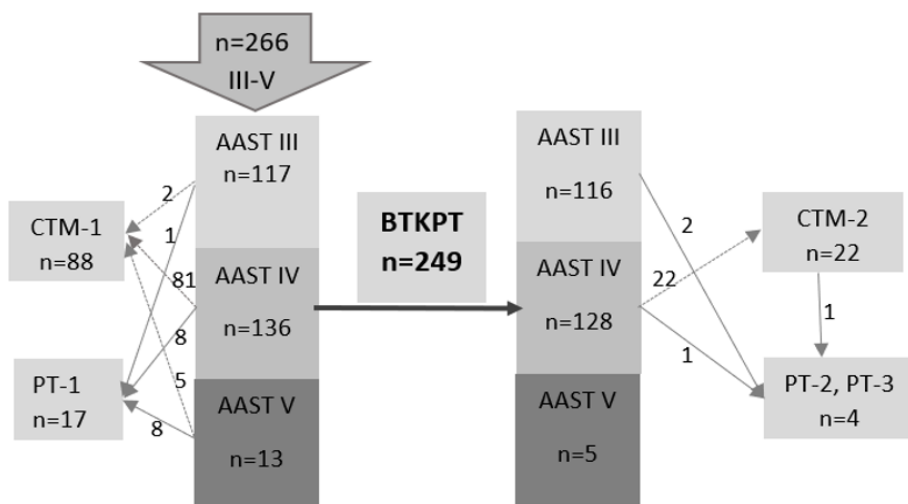 n=266
III-V
AAST III
n=117
AAST IV
n=136
AAST V
n=13
CTM-1
n=88
PT-1
n=17
2
1
81
8
5
8
BTKPT
n=249
AAST III
n=116
AAST IV
n=128
AAST V
n=5
2
22
1
CTM-2
n=22
1
PT-2, PT-3
n=4